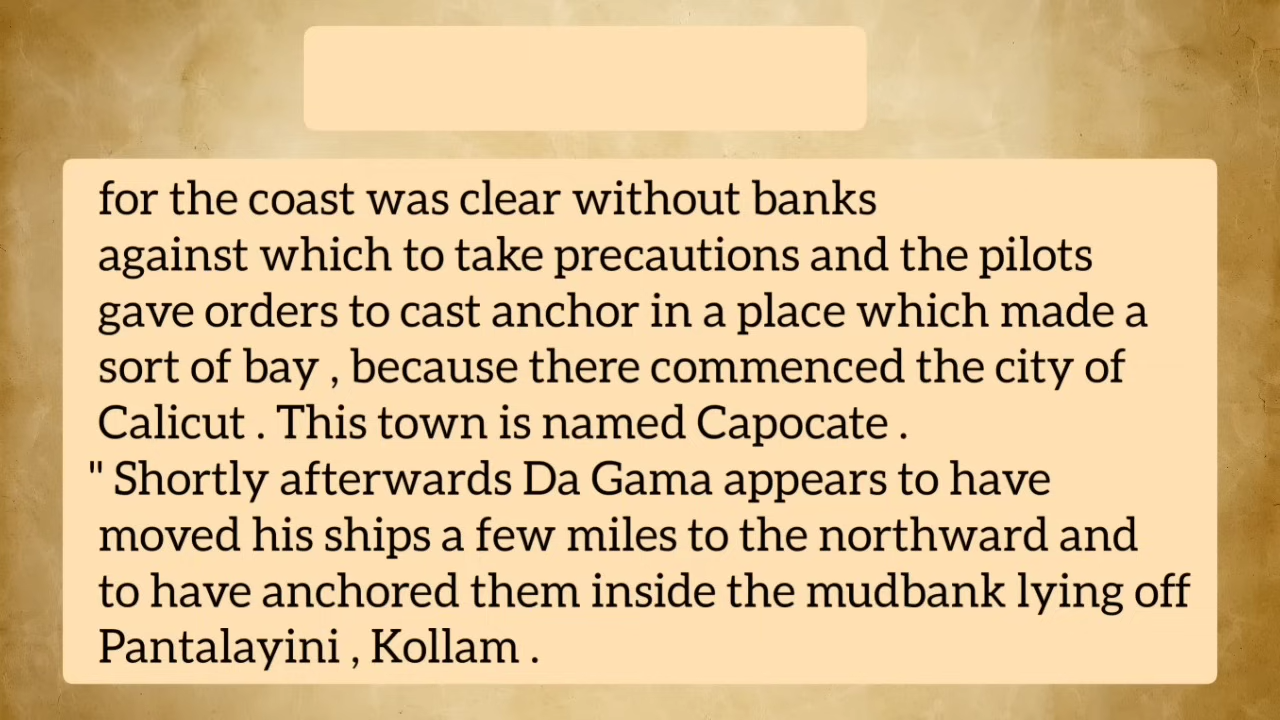 for the coast was clear without banks
against which to take precautions and the pilots
gave orders to cast anchor in a place which made a
sort of bay , because there commenced the city of
Calicut . This town is named Capocate .
" Shortly afterwards Da Gama appears to have
moved his ships a few miles to the northward and
to have anchored them inside the mudbank lying off
Pantalayini , Kollam .